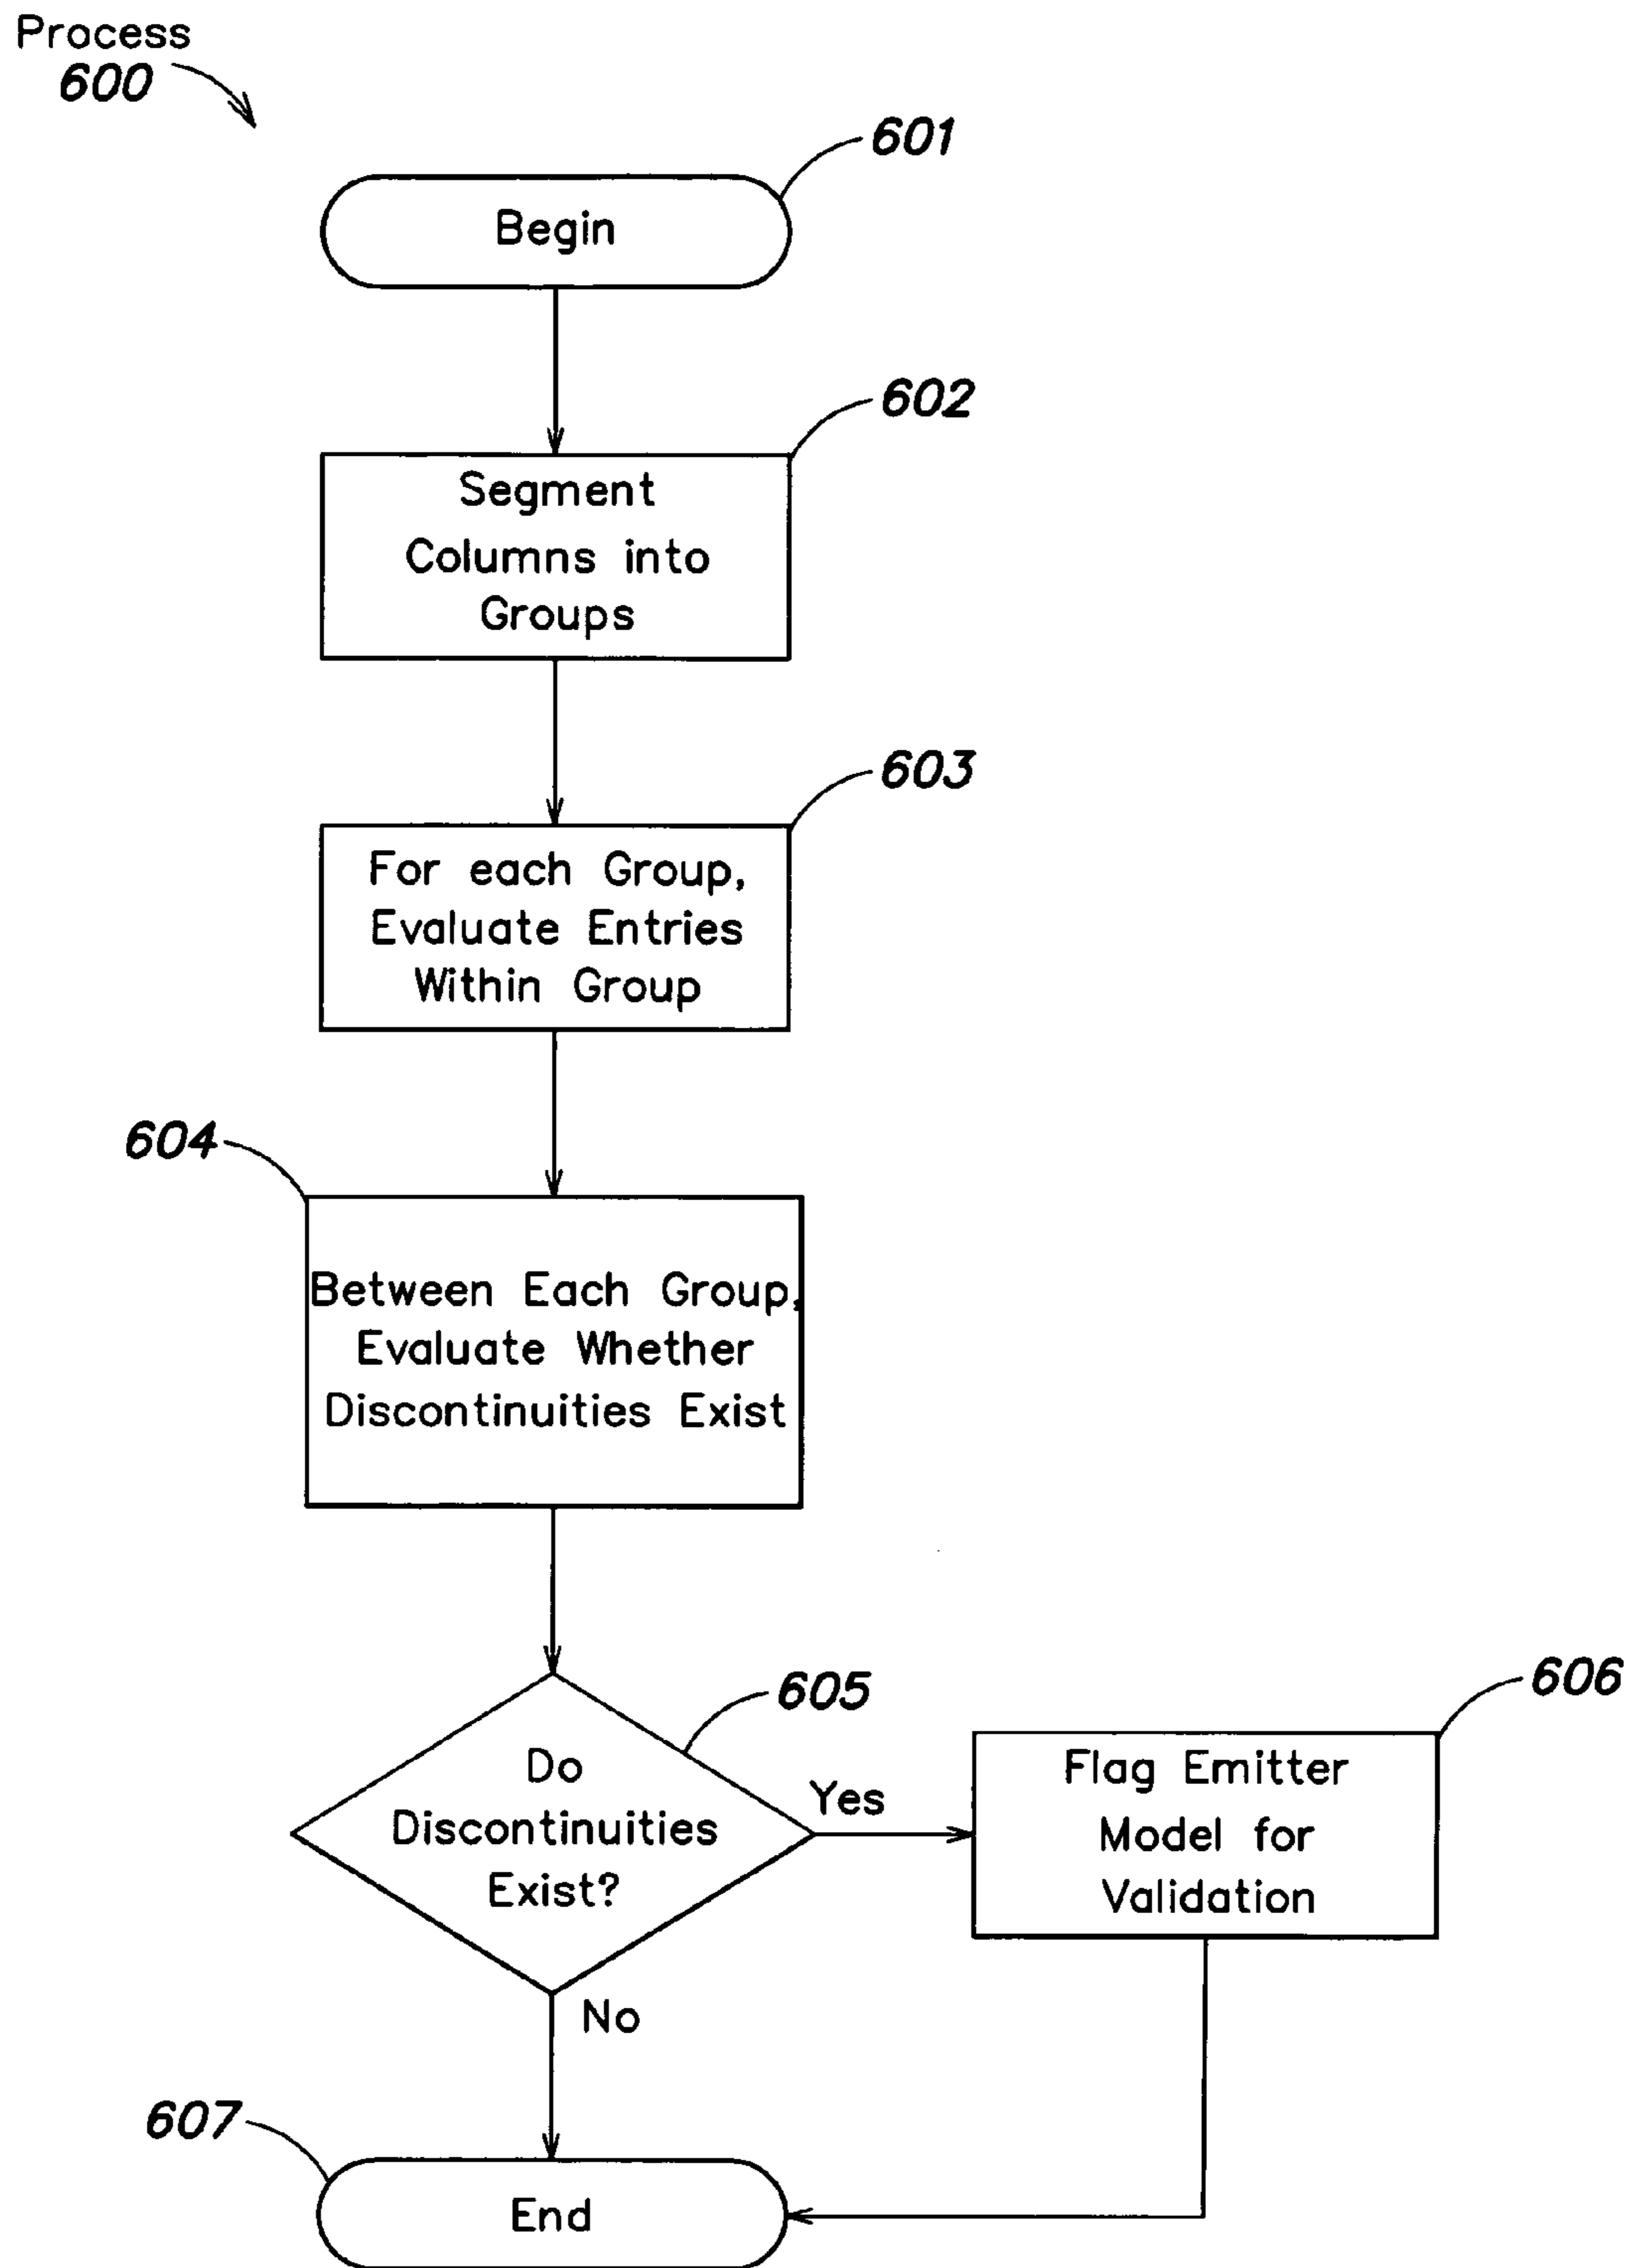 Process
600
601
Begin
602
Segment
Columns into
Groups
603
For each Group,
Evaluate Entries
Within Group
604
Between Each Group,
Evaluate Whether
Discontinuities Exist
605
Do
Discontinuities
Exist?
Yes
606
Flag Emitter
Model for
Validation
No
607
End